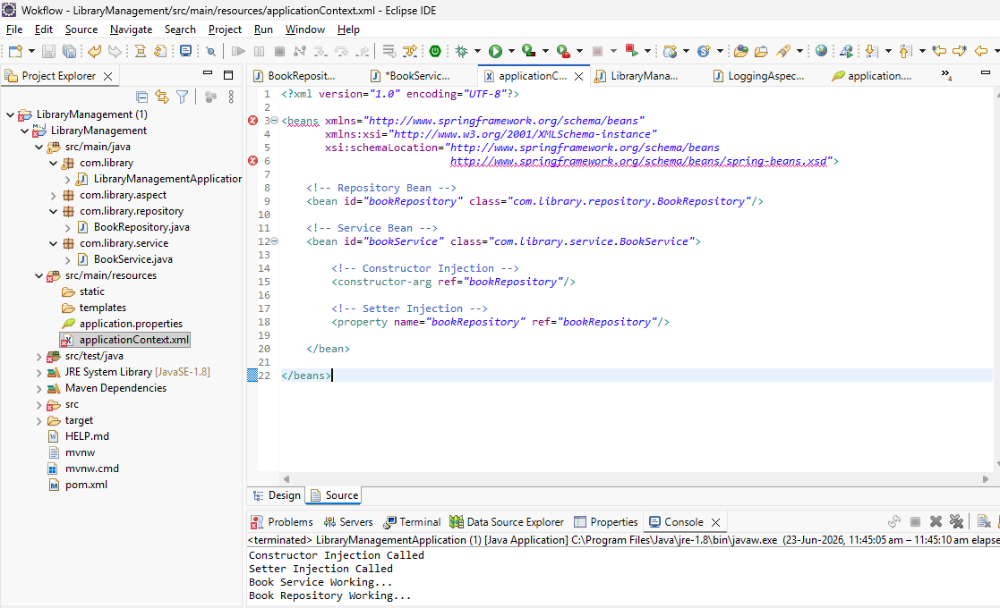 Wokflow - LibraryManagement/src/main/resources/applicationContext.xml - Eclipse IDE
File Edit Source Navigate Search Project Run Window Help
Project Explorer
LibraryManagement (1)
LibraryManagement
src/main/java
com.library
LibraryManagementApplication
com.library.aspect
com.library.repository
BookRepository.java
com.library.service
BookService.java
src/main/resources
static
templates
application.properties
applicationContext.xml
src/test/java
JRE System Library [JavaSE-1.8]
Maven Dependencies
src
target
HELP.md
mvnw
mvnw.cmd
pom.xml
BookReposit... *BookServic... applicationC... LibraryMana... LoggingAspec... application.... »4
1 <?xml version="1.0" encoding="UTF-8"?>
2
3 <beans xmlns="http://www.springframework.org/schema/beans"
4 xmlns:xsi="http://www.w3.org/2001/XMLSchema-instance"
5 xsi:schemaLocation="http://www.springframework.org/schema/beans
6 http://www.springframework.org/schema/beans/spring-beans.xsd">
7
8 <!-- Repository Bean -->
9 <bean id="bookRepository" class="com.library.repository.BookRepository"/>
10
11 <!-- Service Bean -->
12 <bean id="bookService" class="com.library.service.BookService">
13
14 <!-- Constructor Injection -->
15 <constructor-arg ref="bookRepository"/>
16
17 <!-- Setter Injection -->
18 <property name="bookRepository" ref="bookRepository"/>
19
20 </bean>
21
22 </beans>
Design Source
Problems Servers Terminal Data Source Explorer Properties Console
<terminated> LibraryManagementApplication (1) [Java Application] C:\Program Files\Java\jre-1.8\bin\javaw.exe (23-Jun-2026, 11:45:05 am – 11:45:10 am elapse
Constructor Injection Called
Setter Injection Called
Book Service Working...
Book Repository Working...